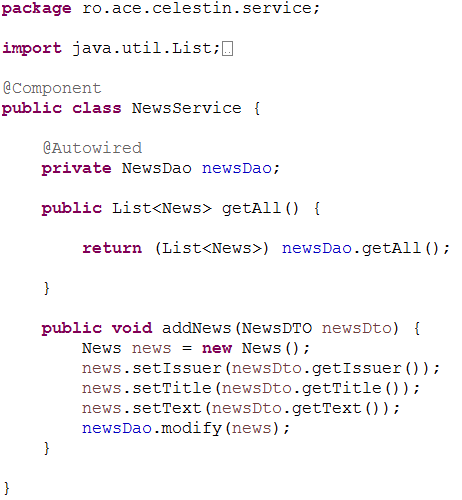 package ro.ace.celestin.service;
import java.util.List;
@Component
public class NewsService {
@Autowired
private NewsDao newsDao;
public List<News> getAll() {
return (List<News>) newsDao.getAll();
}
public void addNews(NewsDTO newsDto) {
News news = new News();
news.setIssuer(newsDto.getIssuer());
news.setTitle(newsDto.getTitle());
news.setText(newsDto.getText());
newsDao.modify(news);
}
}